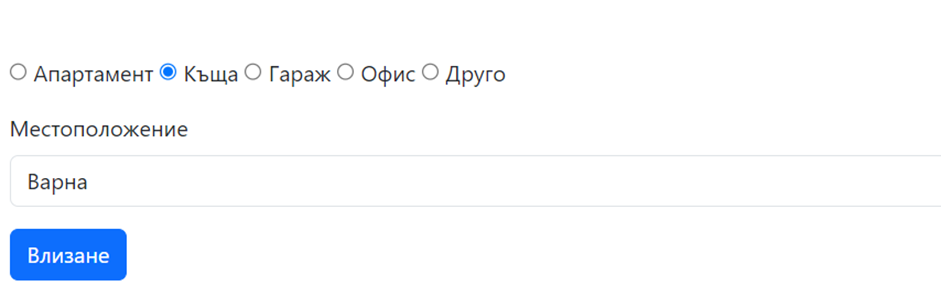 Апартамент Къща Гараж Офис Друго
Местоположение
Варна
Влизане